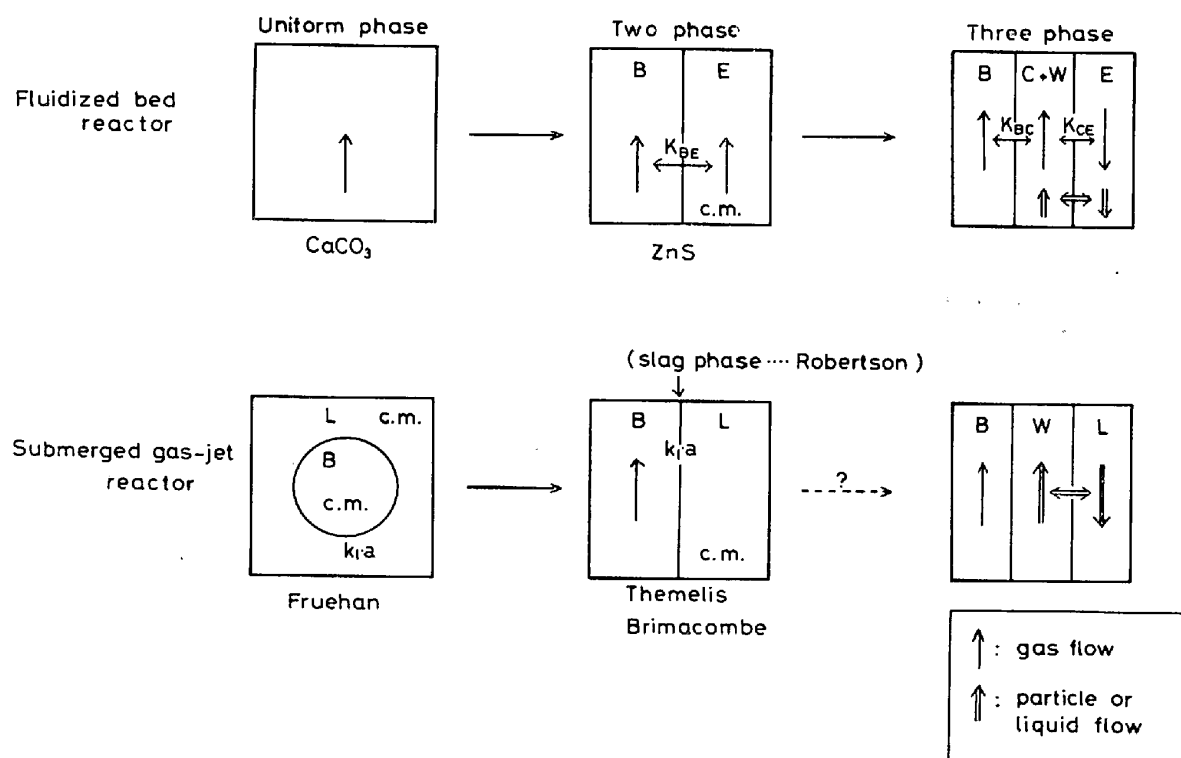 Uniform phase
Two phase
Three phase
Fluidized bed
reactor
B E
K_BE
c.m.
B C+W E
K_BC K_CE
CaCO₃
ZnS
(slag phase ···· Robertson)
Submerged gas-jet
reactor
L c.m.
B
c.m.
k_l·a
B L
k_l·a
c.m.
?
B W L
Fruehan
Themelis
Brimacombe
: gas flow
: particle or
liquid flow